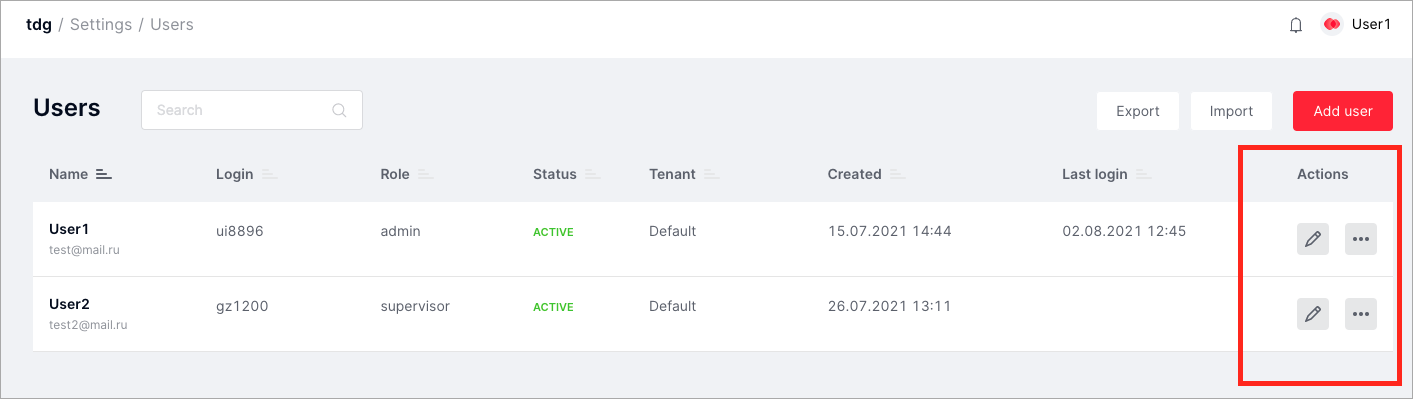 tdg / Settings / Users
User1
Users
Search
Export
Import
Add user
Name Login Role Status Tenant Created Last login Actions
User1 ui8896 admin ACTIVE Default 15.07.2021 14:44 02.08.2021 12:45
test@mail.ru
User2 gz1200 supervisor ACTIVE Default 26.07.2021 13:11
test2@mail.ru